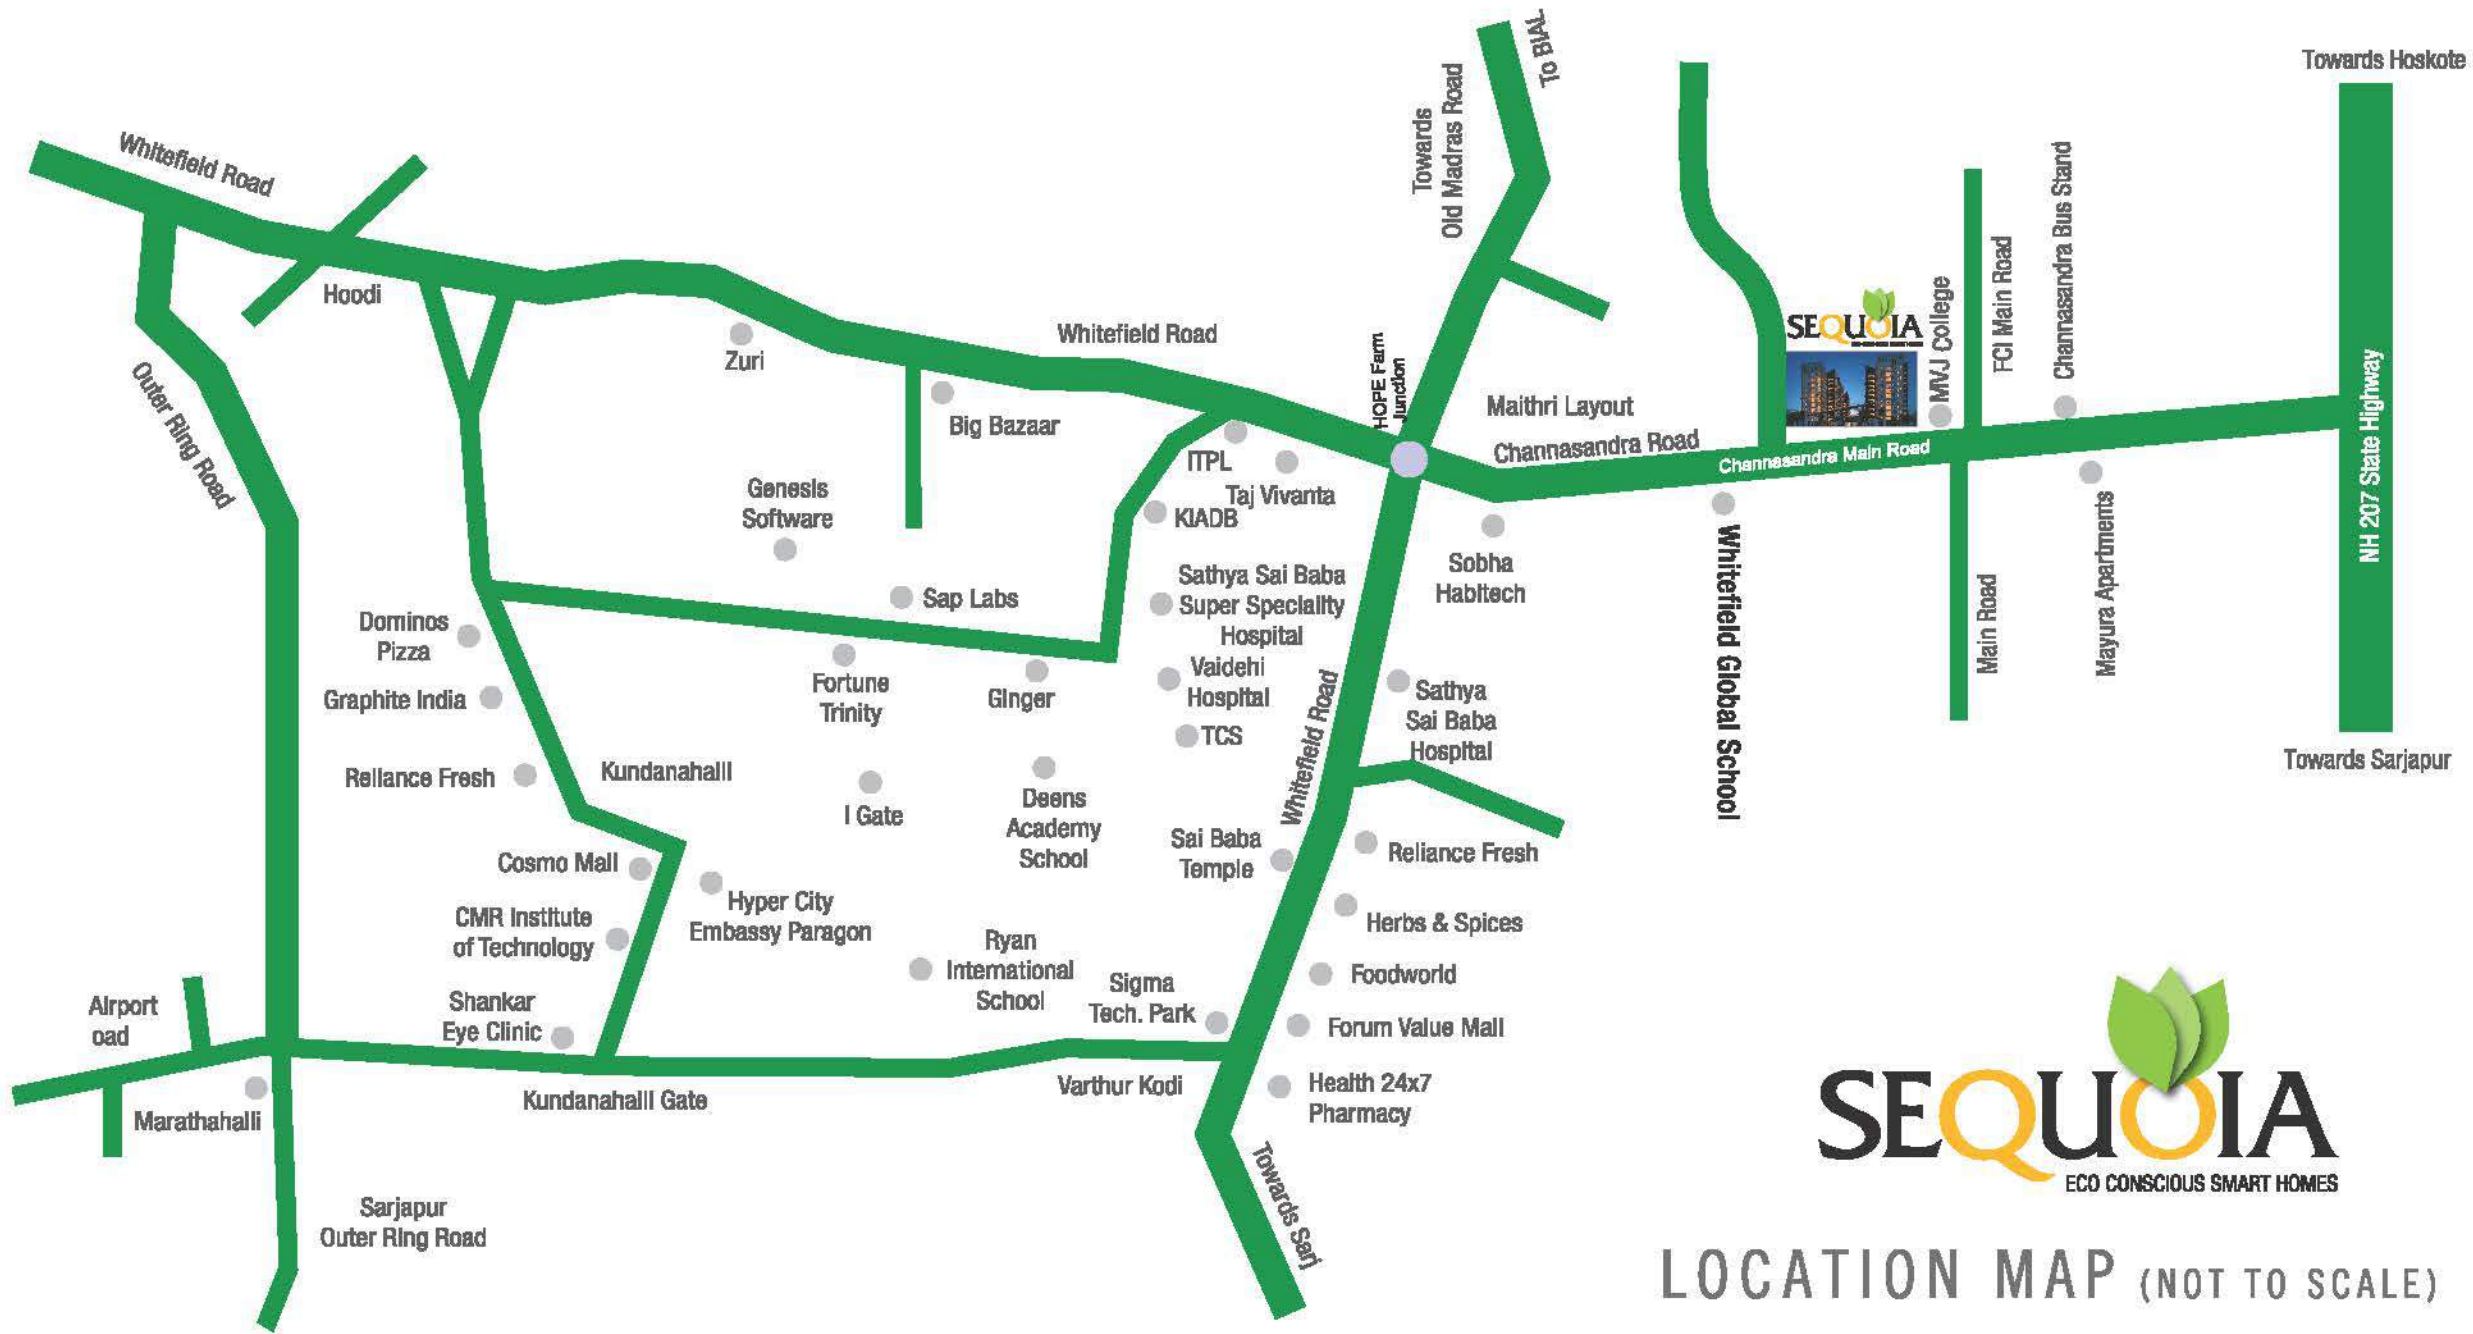 Whitefield Road
Hoodi
Outer Ring Road
Zuri
Whitefield Road
Big Bazaar
Genesis
Software
Sap Labs
ITPL
Taj Vivanta
KIADB
Sathya Sai Baba
Super Speciality
Hospital
Vaidehi
Hospital
TCS
Dominos
Pizza
Graphite India
Reliance Fresh
Kundanahalli
Fortune
Trinity
Ginger
I Gate
Deens
Academy
School
Cosmo Mall
Hyper City
Embassy Paragon
CMR Institute
of Technology
Ryan
International
School
Shankar
Eye Clinic
Sigma
Tech. Park
Airport
oad
Marathahalli
Kundanahalli Gate
Varthur Kodi
Sarjapur
Outer Ring Road
Towards
Old Madras Road
To BIAL
HOPE Farm
Junction
Maithri Layout
Channasandra Road
Channasandra Main Road
SEQUOIA
MVJ College
FCI Main Road
Channasandra Bus Stand
Towards Hoskote
NH 207 State Highway
Towards Sarjapur
Sobha
Habitech
Whitefield Global School
Main Road
Mayura Apartments
Whitefield Road
Sathya
Sai Baba
Hospital
Sai Baba
Temple
Reliance Fresh
Herbs & Spices
Foodworld
Forum Value Mall
Health 24x7
Pharmacy
Towards Sarj
SEQUOIA
ECO CONSCIOUS SMART HOMES
LOCATION MAP (NOT TO SCALE)